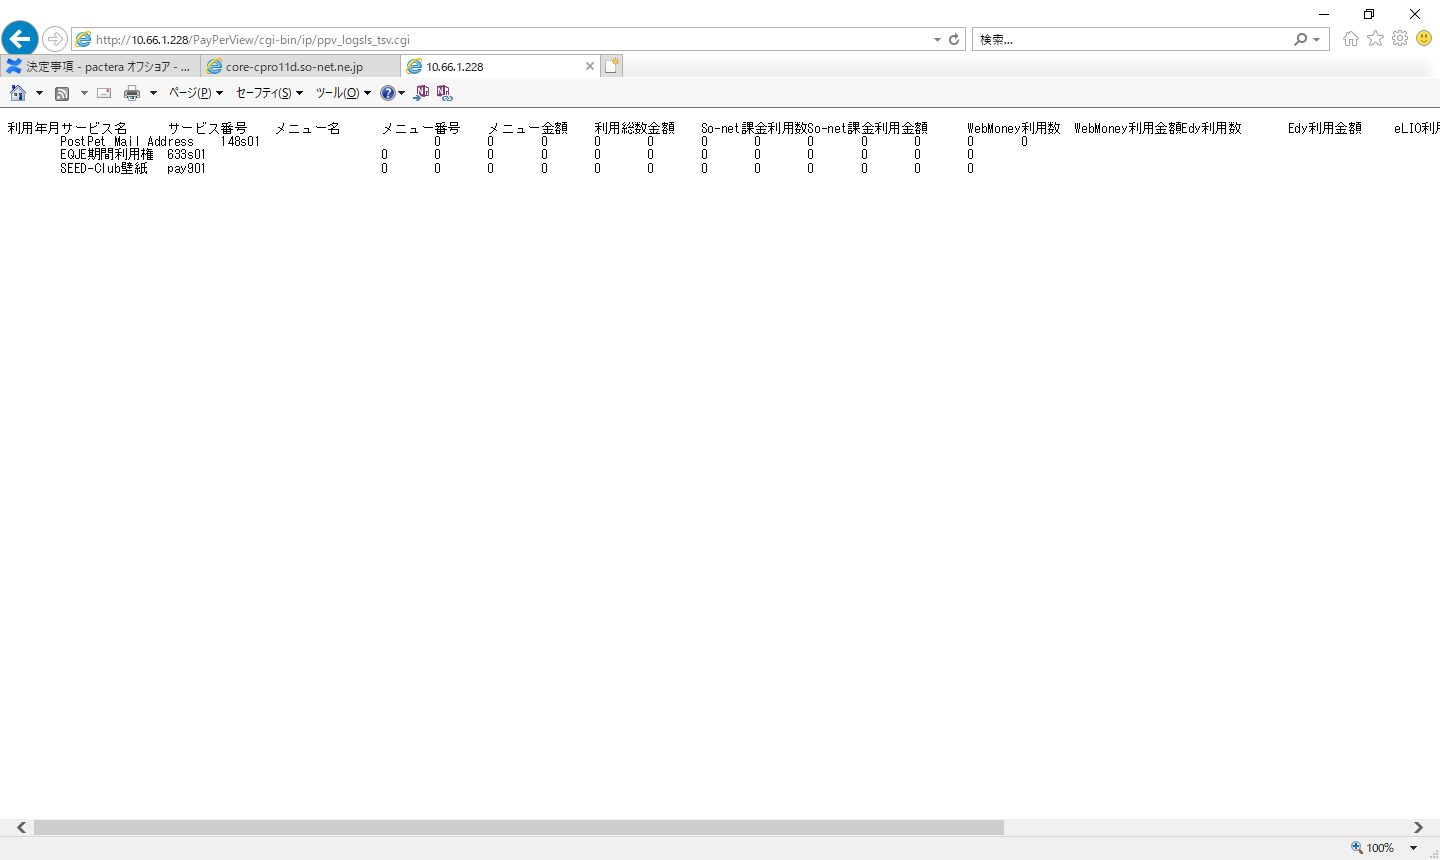 http://10.66.1.228/PayPerView/cgi-bin/ip/ppv_logsls_tsv.cgi
検索...
決定事項 - pactera オフショア - ...
core-cpro11d.so-net.ne.jp
10.66.1.228
ページ(P)
セーフティ(S)
ツール(O)
利用年月サービス名 サービス番号 メニュー名 メニュー番号 メニュー金額 利用総数金額 So-net課金利用数So-net課金利用金額 WebMoney利用数 WebMoney利用金額Edy利用数 Edy利用金額 eLIO利用
PostPet Mail Address 148s01 0 0 0 0 0 0 0 0 0 0 0 0
EQJE期間利用権 633s01 0 0 0 0 0 0 0 0 0 0 0 0
SEED-Club壁紙 pay901 0 0 0 0 0 0 0 0 0 0 0 0
100%